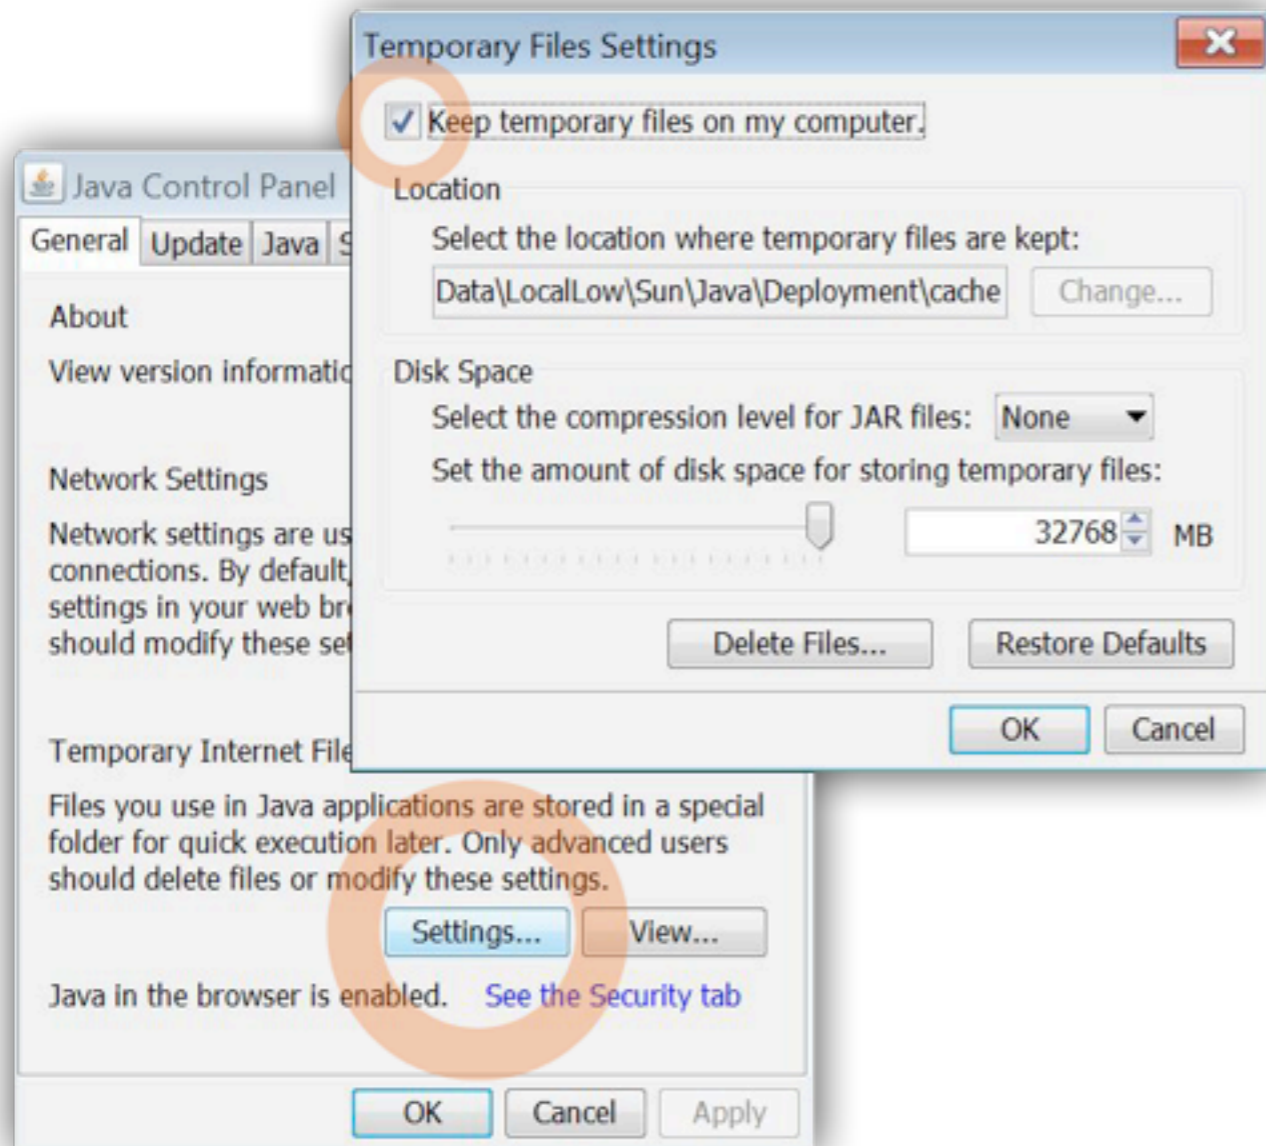 Temporary Files Settings
Keep temporary files on my computer.
Location
Select the location where temporary files are kept:
Data\LocalLow\Sun\Java\Deployment\cache
Change...
Disk Space
Select the compression level for JAR files:
None
Set the amount of disk space for storing temporary files:
32768
MB
Delete Files...
Restore Defaults
OK
Cancel
Java Control Panel
General
Update
Java
S
About
View version informatic
Network Settings
Network settings are us
connections. By default,
settings in your web bro
should modify these set
Temporary Internet File
Files you use in Java applications are stored in a special
folder for quick execution later. Only advanced users
should delete files or modify these settings.
Settings...
View...
Java in the browser is enabled.
See the Security tab
OK
Cancel
Apply